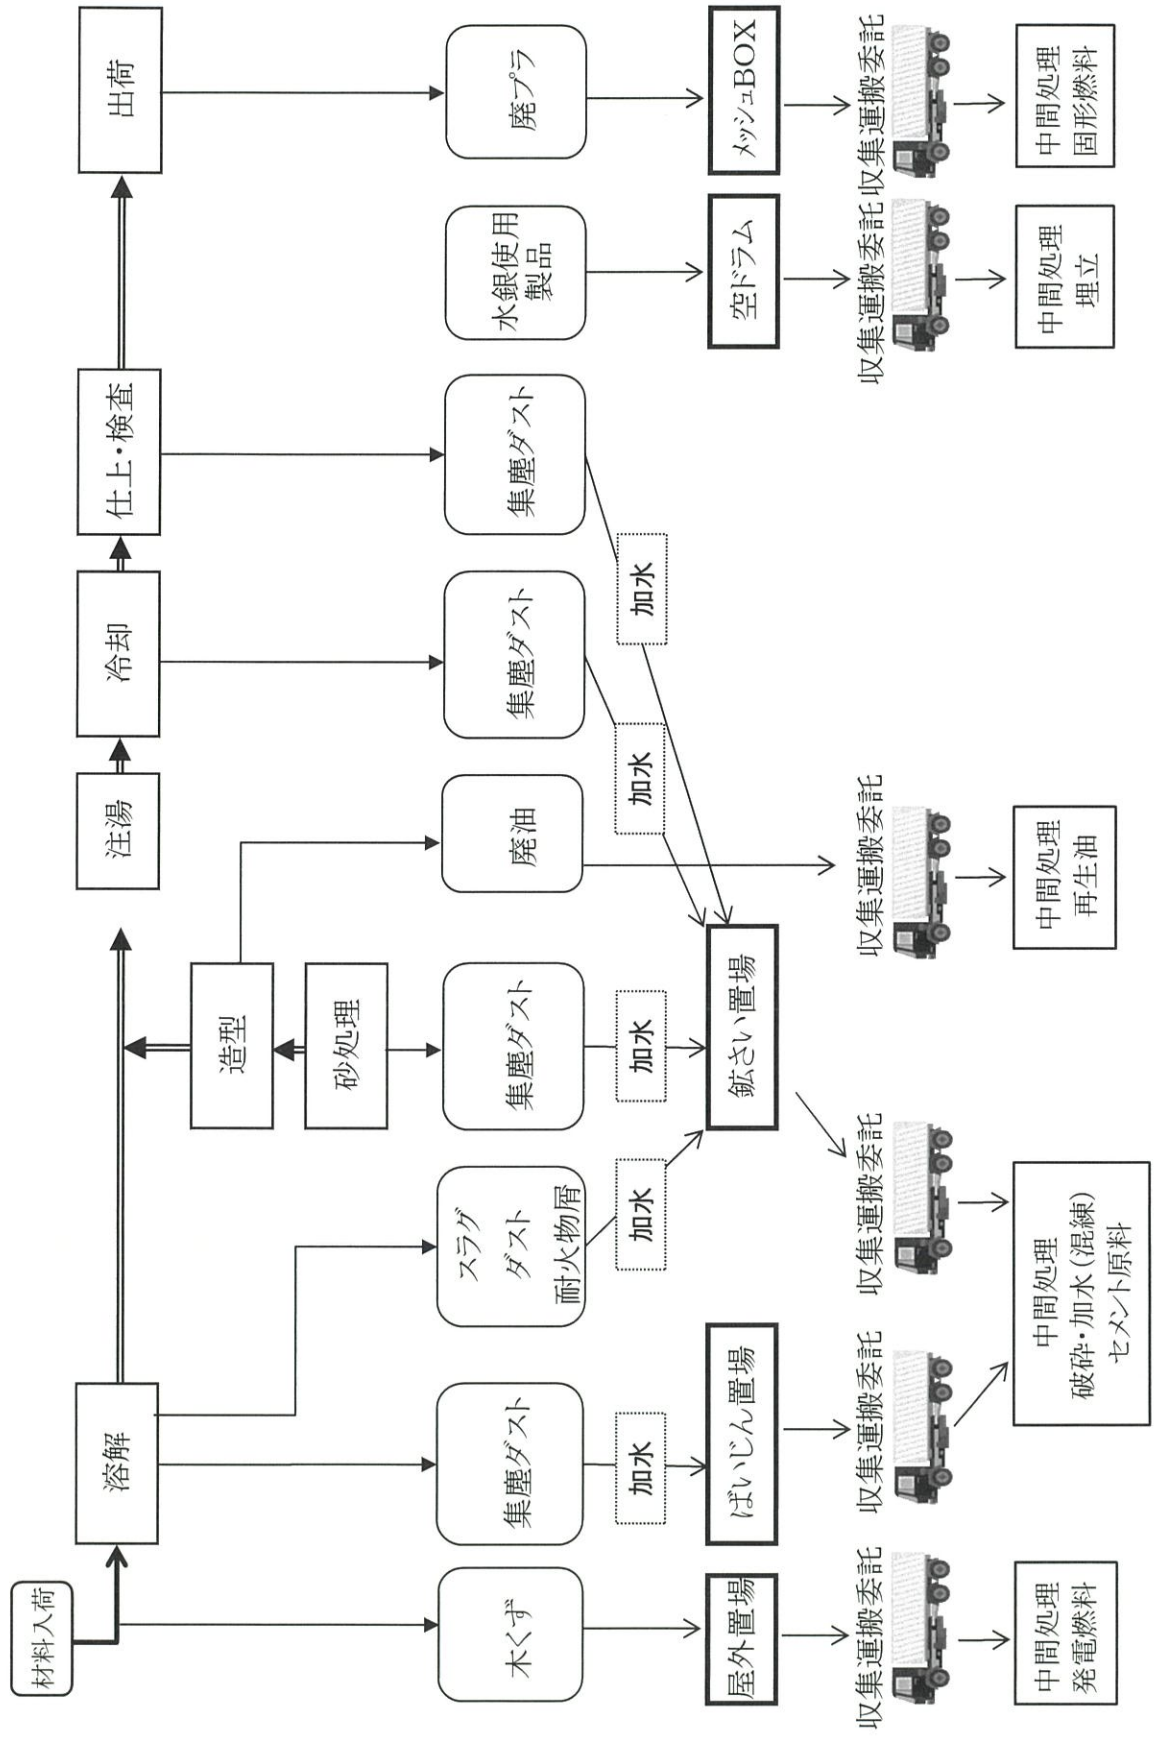 材料入荷
溶解
注湯
冷却
仕上・検査
出荷
造型
砂処理
木くず
集塵ダスト
スラグ
ダスト
耐火物屑
集塵ダスト
廃油
集塵ダスト
集塵ダスト
水銀使用
製品
廃プラ
加水
加水
加水
加水
加水
屋外置場
ばいじん置場
鉱さい置場
空ドラム
メッシュBOX
収集運搬委託
収集運搬委託
収集運搬委託
収集運搬委託
収集運搬委託
収集運搬委託
中間処理
発電燃料
中間処理
破砕・加水(混練)
セメント原料
中間処理
再生油
中間処理
埋立
中間処理
固形燃料